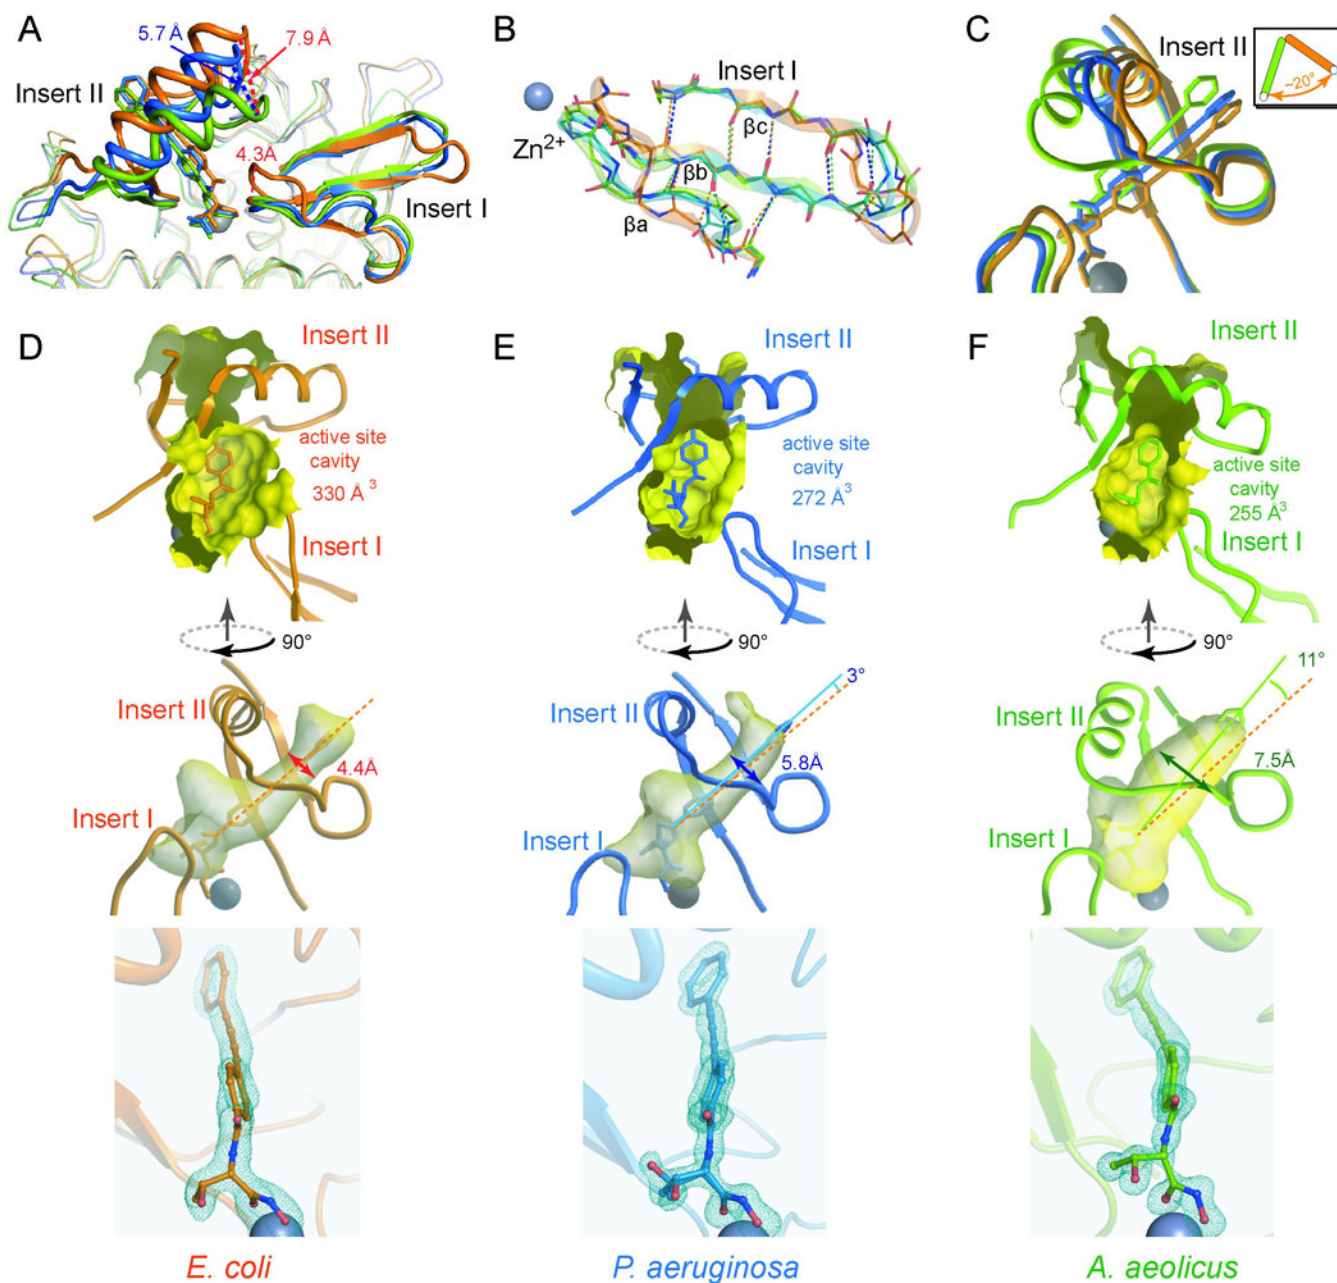 A
5.7 Å
7.9 Å
Insert II
4.3Å
Insert I
B
Insert I
Zn2+
βc
βb
βa
C
Insert II
~20°
D
Insert II
active site
cavity
330 Å 3
Insert I
90°
Insert II
4.4Å
Insert I
E
Insert II
active site
cavity
272 Å3
Insert I
90°
3°
Insert II
5.8Å
Insert I
F
Insert II
active site
cavity
255 Å3
Insert I
90°
11°
Insert II
7.5Å
Insert I
E. coli
P. aeruginosa
A. aeolicus